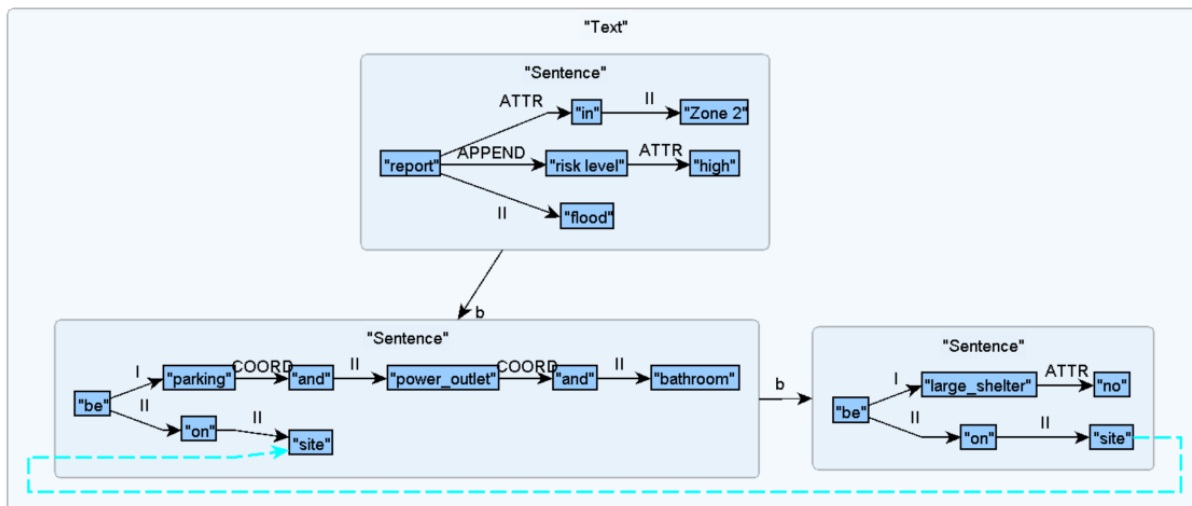 "Text"
"Sentence"
ATTR
"in"
II
"Zone 2"
"report"
APPEND
"risk level"
ATTR
"high"
II
"flood"
b
"Sentence"
"be"
I
"parking"
COORD
"and"
II
"power_outlet"
COORD
"and"
II
"bathroom"
II
"on"
II
"site"
b
"Sentence"
"be"
I
"large_shelter"
ATTR
"no"
II
"on"
II
"site"